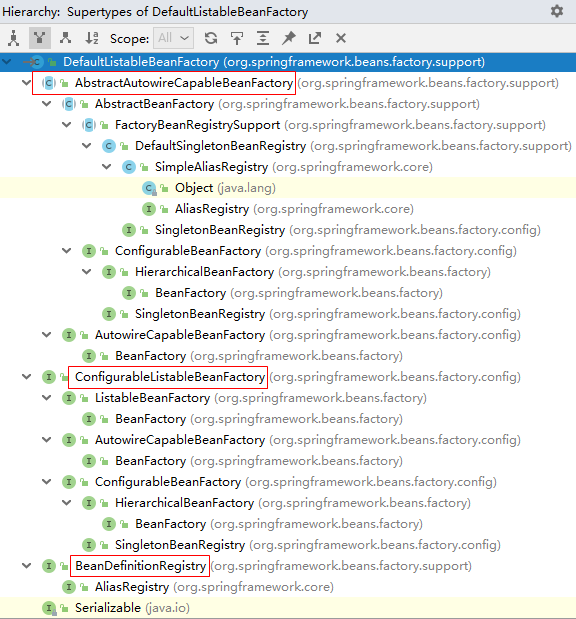 Hierarchy: Supertypes of DefaultListableBeanFactory
Scope: All
DefaultListableBeanFactory (org.springframework.beans.factory.support)
AbstractAutowireCapableBeanFactory (org.springframework.beans.factory.support)
AbstractBeanFactory (org.springframework.beans.factory.support)
FactoryBeanRegistrySupport (org.springframework.beans.factory.support)
DefaultSingletonBeanRegistry (org.springframework.beans.factory.support)
SimpleAliasRegistry (org.springframework.core)
Object (java.lang)
AliasRegistry (org.springframework.core)
SingletonBeanRegistry (org.springframework.beans.factory.config)
ConfigurableBeanFactory (org.springframework.beans.factory.config)
HierarchicalBeanFactory (org.springframework.beans.factory)
BeanFactory (org.springframework.beans.factory)
SingletonBeanRegistry (org.springframework.beans.factory.config)
AutowireCapableBeanFactory (org.springframework.beans.factory.config)
BeanFactory (org.springframework.beans.factory)
ConfigurableListableBeanFactory (org.springframework.beans.factory.config)
ListableBeanFactory (org.springframework.beans.factory)
BeanFactory (org.springframework.beans.factory)
AutowireCapableBeanFactory (org.springframework.beans.factory.config)
BeanFactory (org.springframework.beans.factory)
ConfigurableBeanFactory (org.springframework.beans.factory.config)
HierarchicalBeanFactory (org.springframework.beans.factory)
BeanFactory (org.springframework.beans.factory)
SingletonBeanRegistry (org.springframework.beans.factory.config)
BeanDefinitionRegistry (org.springframework.beans.factory.support)
AliasRegistry (org.springframework.core)
Serializable (java.io)